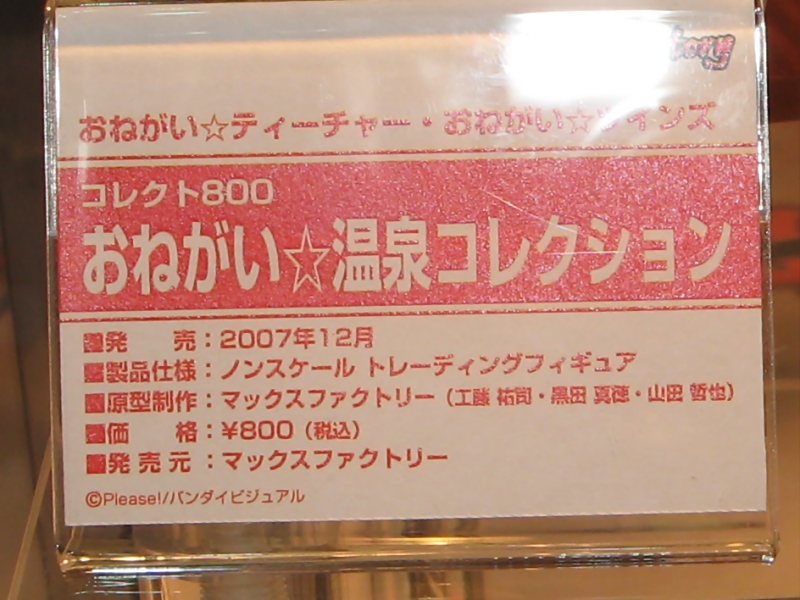 おねがい☆ティーチャー・おねがい☆ツインズ
コレクト800
おねがい☆温泉コレクション
■発　売：2007年12月
■製品仕様：ノンスケール トレーディングフィギュア
■原型制作：マックスファクトリー（工藤 祐司・黒田 真徳・山田 哲也）
■価　格：¥800（税込）
■発売元：マックスファクトリー
©Please!/バンダイビジュアル